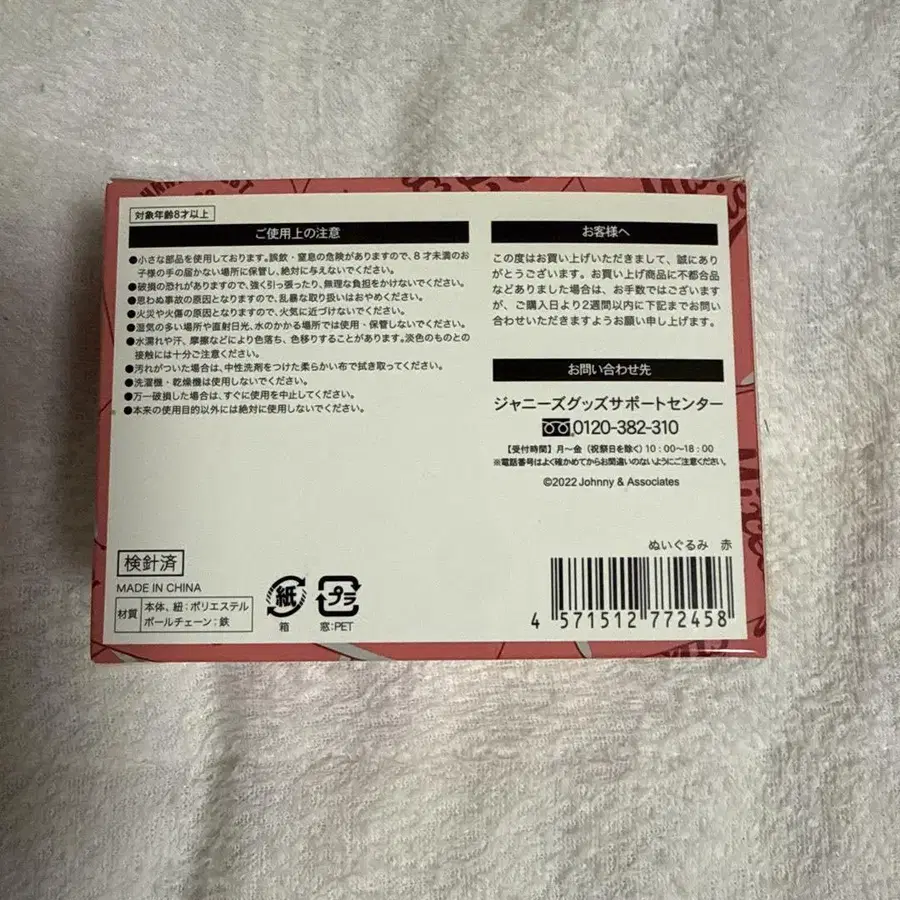 対象年齢8才以上
ご使用上の注意
●小さな部品を使用しております。誤飲・窒息の危険がありますので、8才未満のお
子様の手の届かない場所に保管し、絶対に与えないでください。
●破損の恐れがありますので、強く引っ張ったり、無理な負担をかけないでください。
●思わぬ事故の原因となりますので、乱暴な取り扱いはおやめください。
●火災や火傷の原因となりますので、火気に近づけないでください。
●湿気の多い場所や直射日光、水のかかる場所では使用・保管しないでください。
●水濡れや汗、摩擦などにより色落ち、色移りすることがあります。淡色のものとの
接触には十分ご注意ください。
●汚れがついた場合は、中性洗剤をつけた柔らかい布で拭き取ってください。
●洗濯機・乾燥機は使用しないでください。
●万一破損した場合は、すぐに使用を中止してください。
●本来の使用目的以外には絶対に使用しないでください。
検針済
MADE IN CHINA
材質
本体、紐:ポリエステル
ボールチェーン:鉄
紙
箱
プラ
窓:PET
お客様へ
この度はお買い上げいただきまして、誠にあり
がとうございます。お買い上げ商品に不都合品
などありました場合は、お手数ではございます
が、ご購入日より2週間以内に下記までお問い
合わせいただきますようお願い申し上げます。
お問い合わせ先
ジャニーズグッズサポートセンター
0120-382-310
【受付時間】月〜金(祝祭日を除く)10:00〜18:00
※電話番号はよく確かめてからお間違いのないようにご注意ください。
©2022 Johnny & Associates
ぬいぐるみ 赤
4 571512 772458